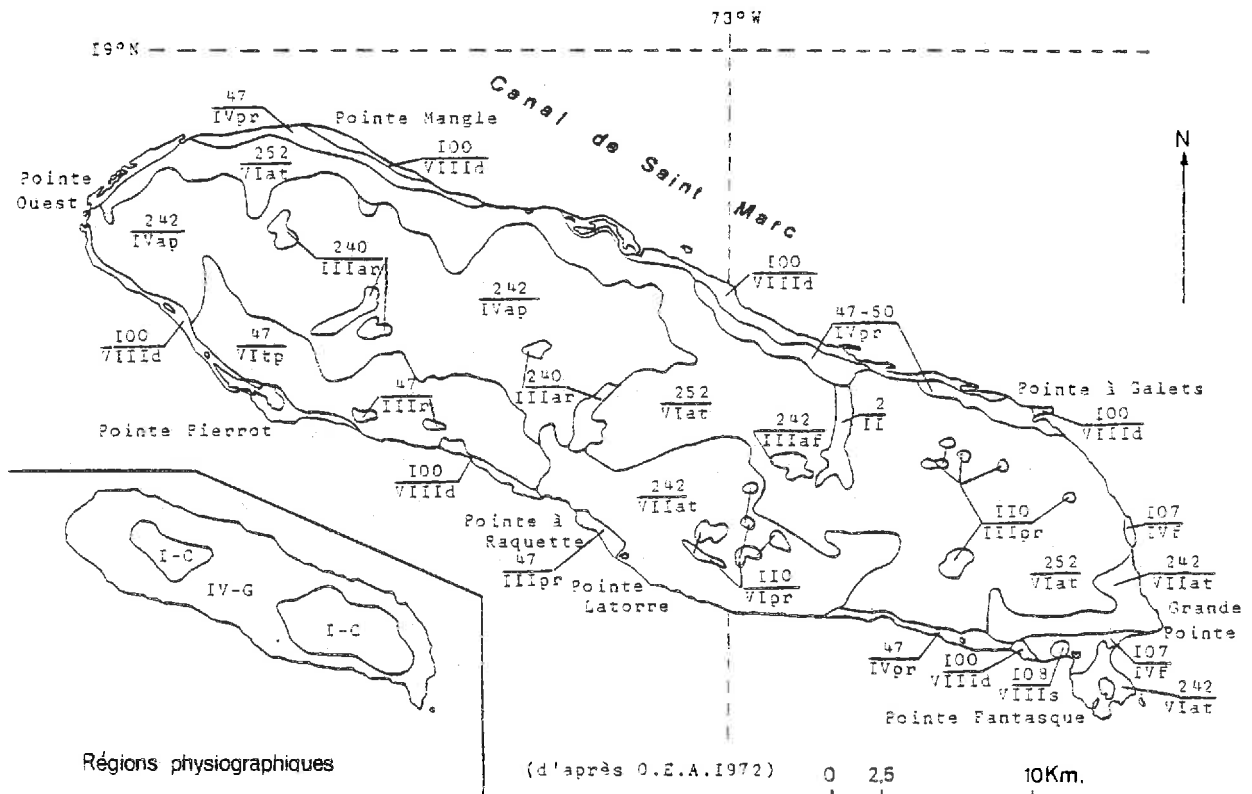 73°W
19°N
Canal de Saint Marc
N
47
IVpr
Pointe Mangle
100
VIIId
252
VIat
Pointe
Ouest
242
IVap
240
IIIar
242
IVap
100
VIIId
47-50
IVpr
100
VIIId
47
VItp
47
IIIr
240
IIIar
252
VIat
242
IIIaf
2
II
Pointe à Galets
100
VIIId
Pointe Pierrot
100
VIIId
242
VIIat
110
IIIpr
107
IVf
Pointe à
Raquette
47
IIIpr
Pointe
Latorre
110
VIpr
252
VIat
242
VIIat
Grande
Pointe
I-C
IV-G
I-C
47
IVpr
100
VIIId
108
VIIIs
107
IVf
242
VIat
Pointe Fantasque
Régions physiographiques
(d'après O.E.A.1972)
0 2,5 10Km.